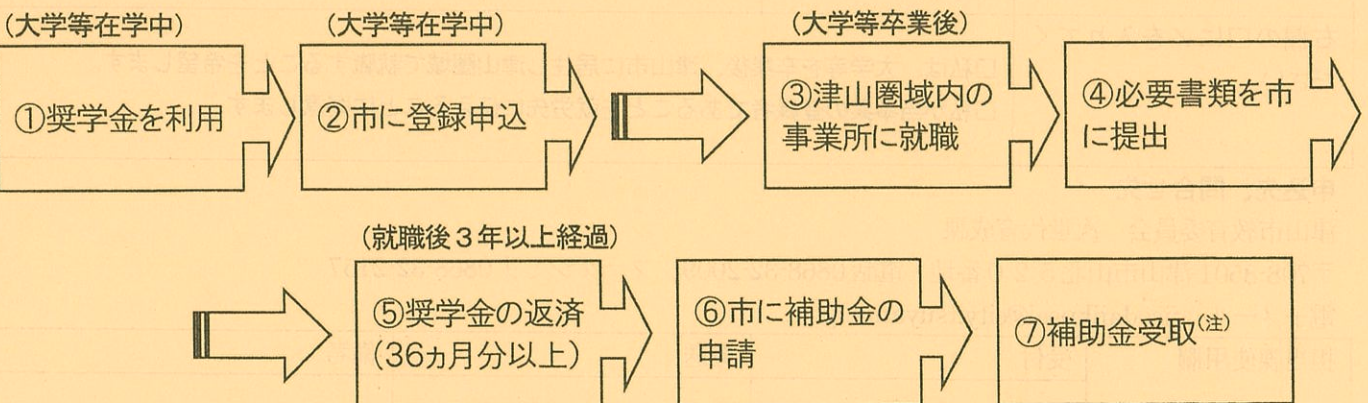 (大学等在学中)
(大学等在学中)
(大学等卒業後)
①奨学金を利用
②市に登録申込
③津山圏域内の
事業所に就職
④必要書類を市
に提出
(就職後3年以上経過)
⑤奨学金の返済
(36ヵ月分以上)
⑥市に補助金の
申請
⑦補助金受取(注)